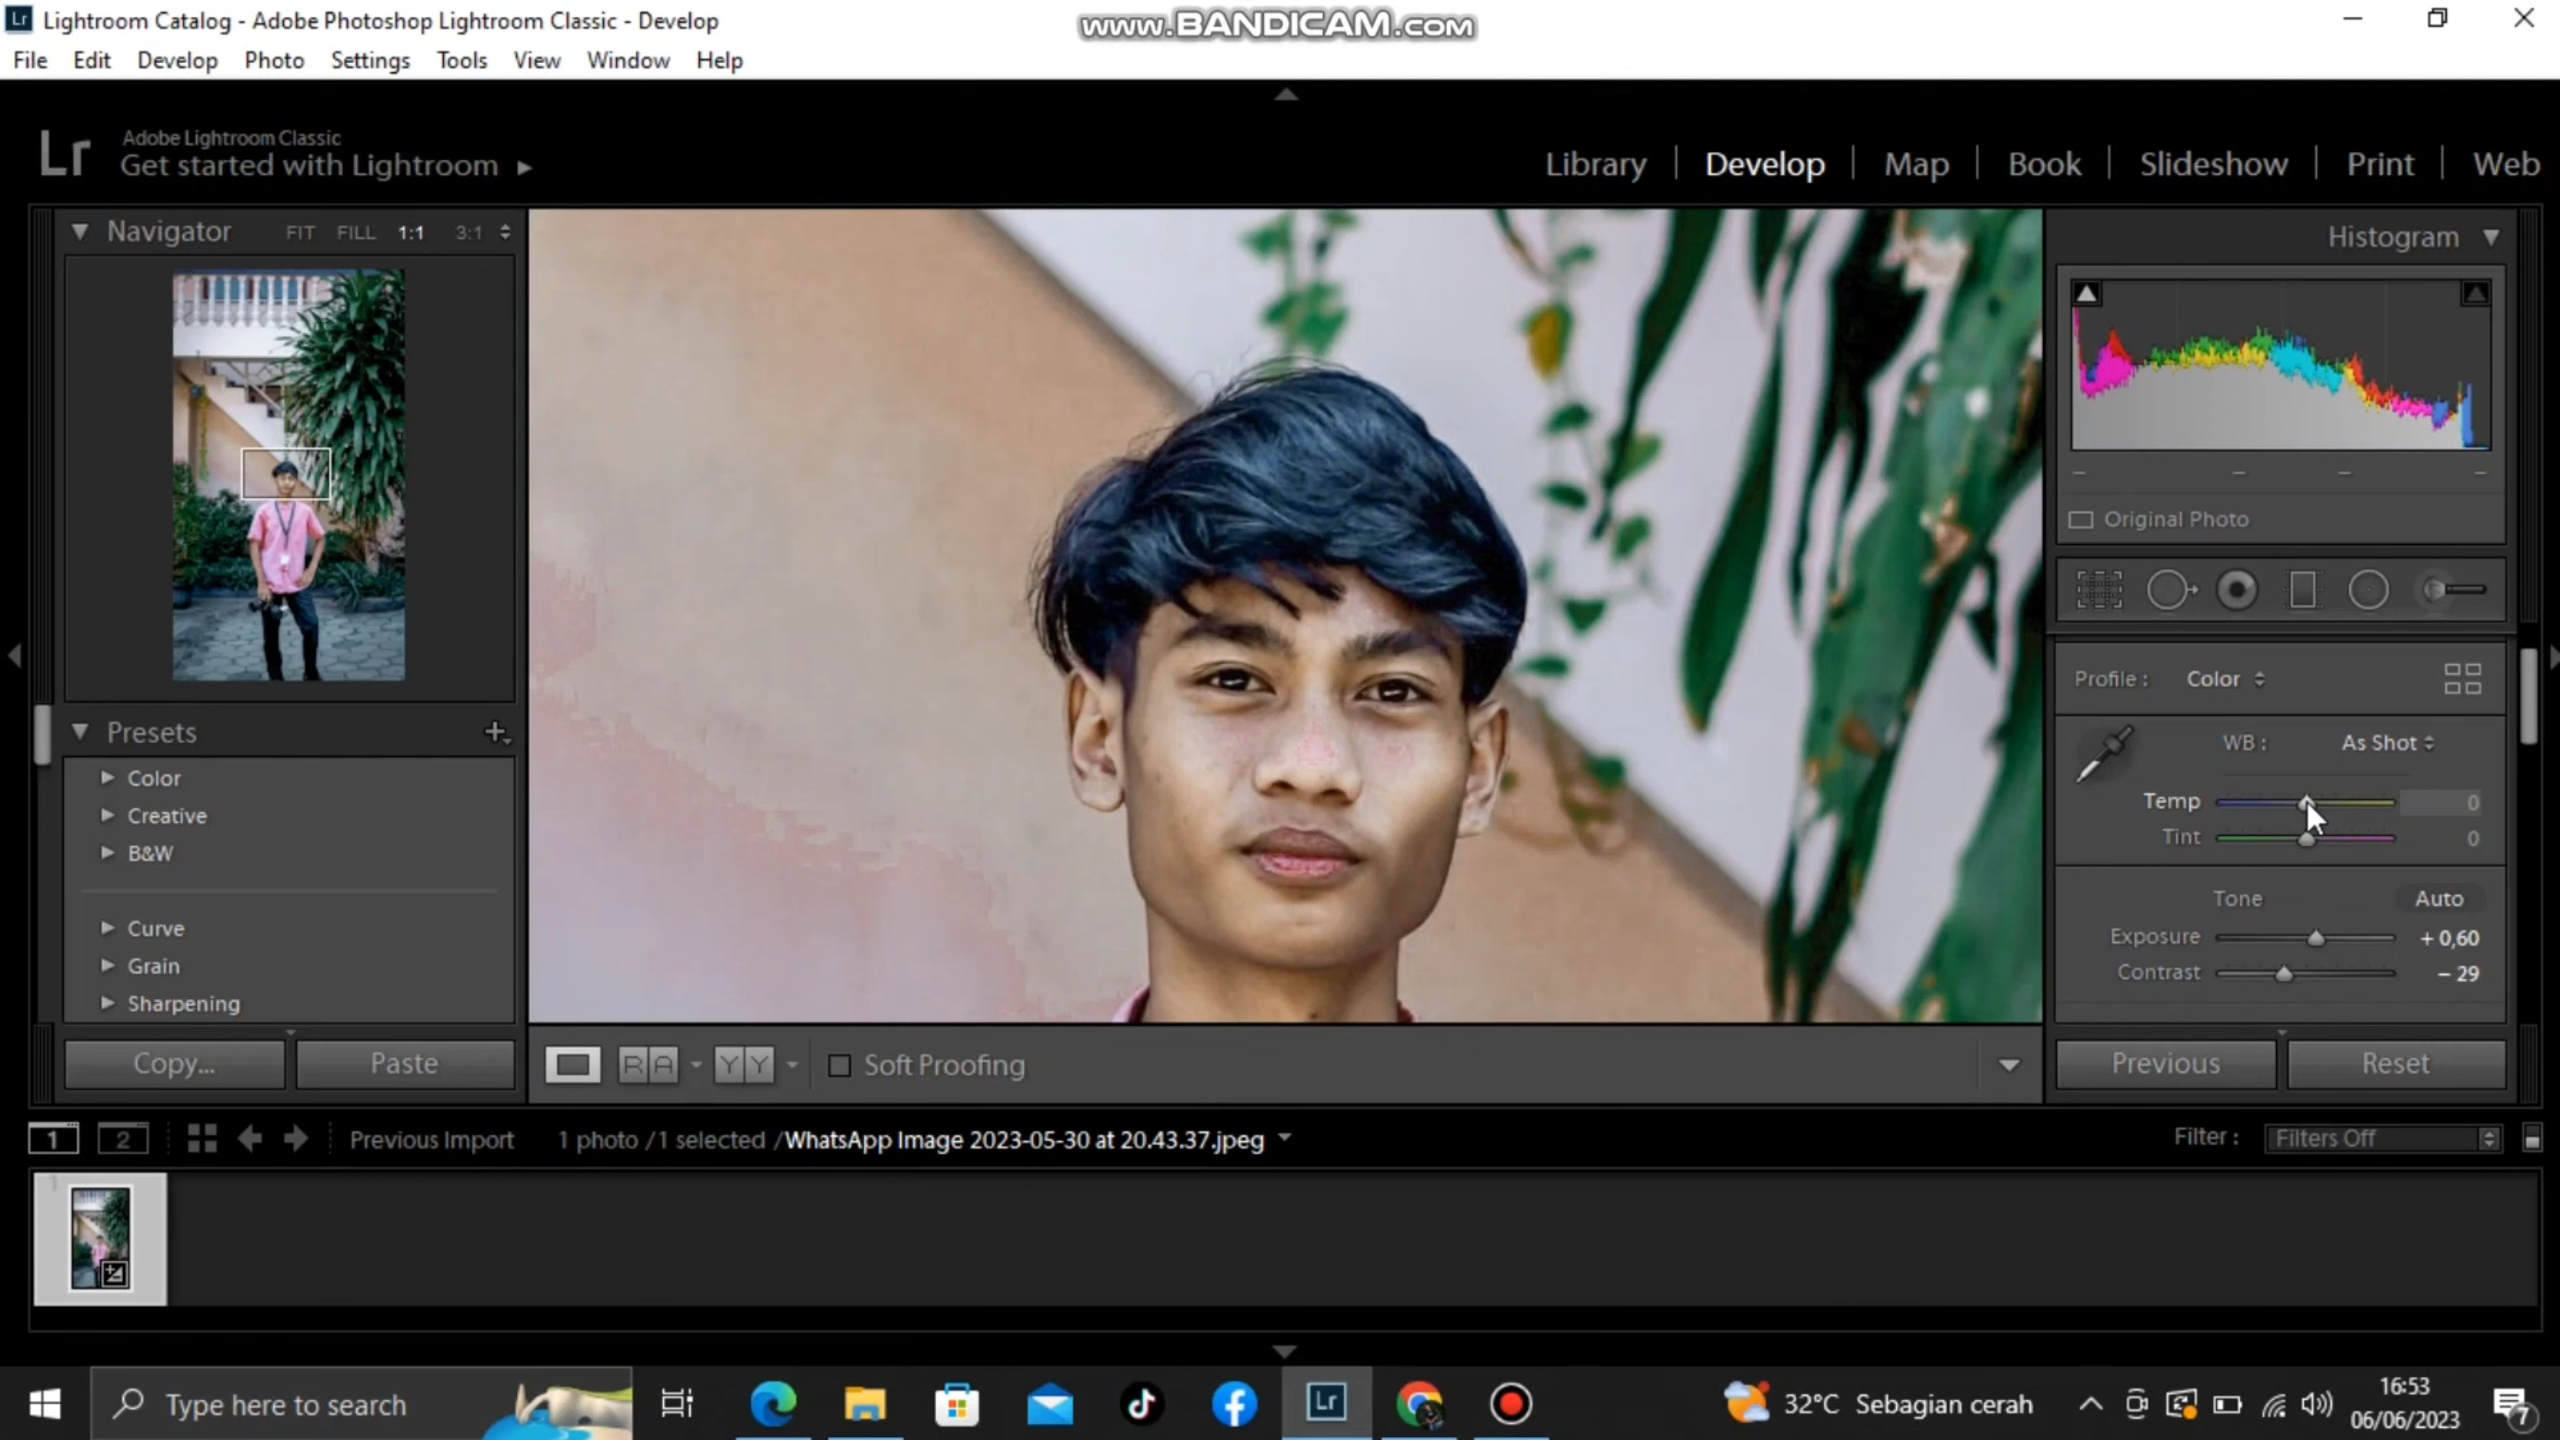 Lr Lightroom Catalog - Adobe Photoshop Lightroom Classic - Develop
www.BANDICAM.com
File Edit Develop Photo Settings Tools View Window Help
Lr
Adobe Lightroom Classic
Get started with Lightroom
Library | Develop | Map | Book | Slideshow | Print | Web
Navigator FIT FILL 1:1 3:1
Histogram
Original Photo
Profile : Color
WB : As Shot
Temp 0
Tint 0
Tone Auto
Exposure + 0,60
Contrast – 29
Previous Reset
Presets
Color
Creative
B&W
Curve
Grain
Sharpening
Copy... Paste
R A Y Y Soft Proofing
1 2 Previous Import 1 photo / 1 selected / WhatsApp Image 2023-05-30 at 20.43.37.jpeg
Filter : Filters Off
1
Type here to search
Lr
32°C Sebagian cerah
16:53
06/06/2023
7